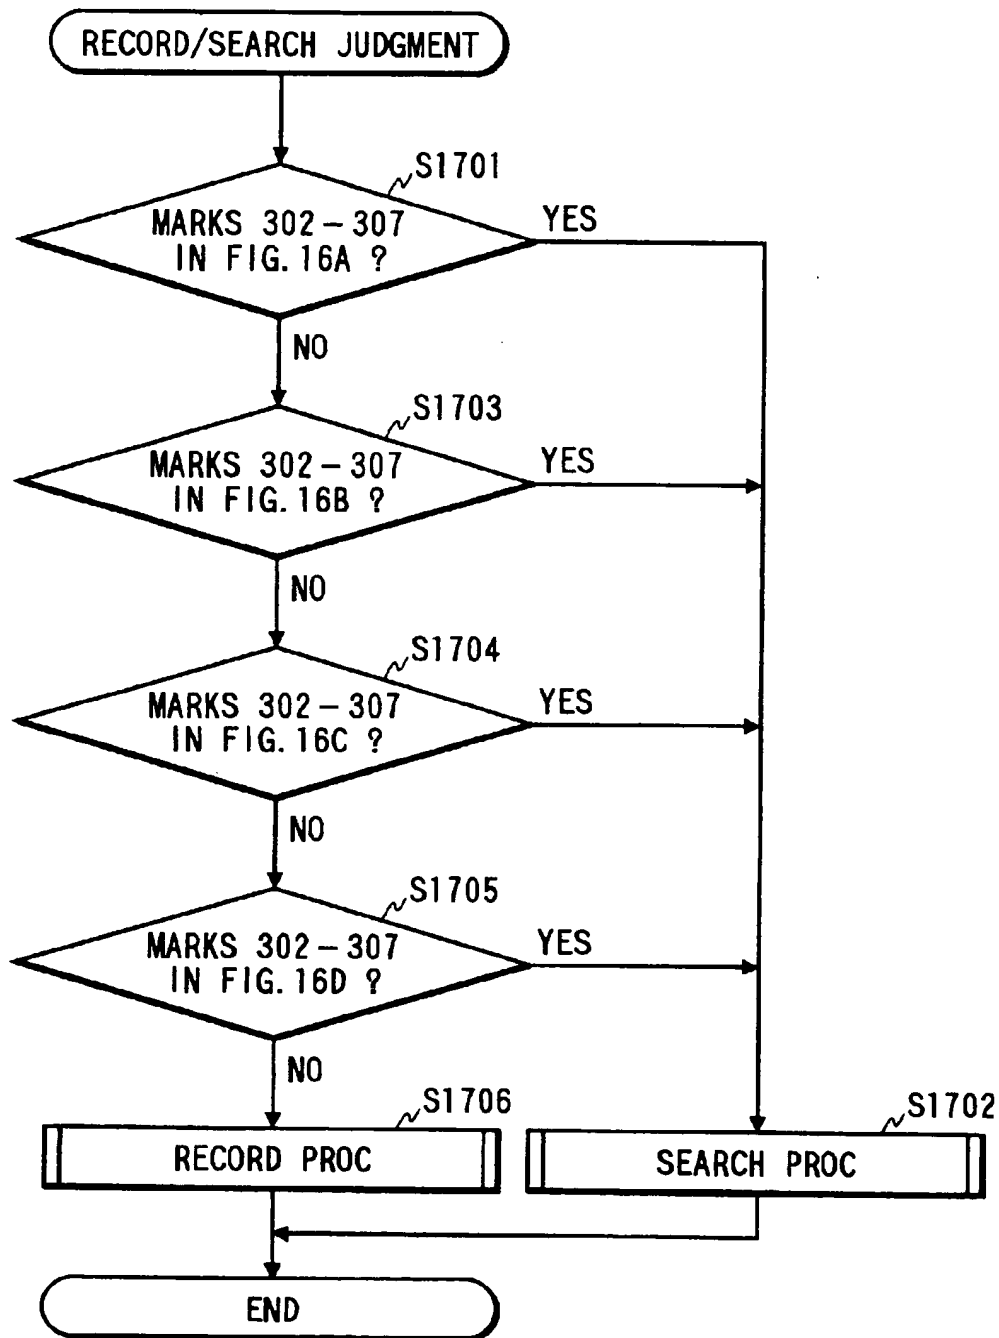 RECORD/SEARCH JUDGMENT
S1701
MARKS 302-307
IN FIG. 16A ?
YES
NO
S1703
MARKS 302-307
IN FIG. 16B ?
YES
NO
S1704
MARKS 302-307
IN FIG. 16C ?
YES
NO
S1705
MARKS 302-307
IN FIG. 16D ?
YES
NO
S1706
RECORD PROC
S1702
SEARCH PROC
END